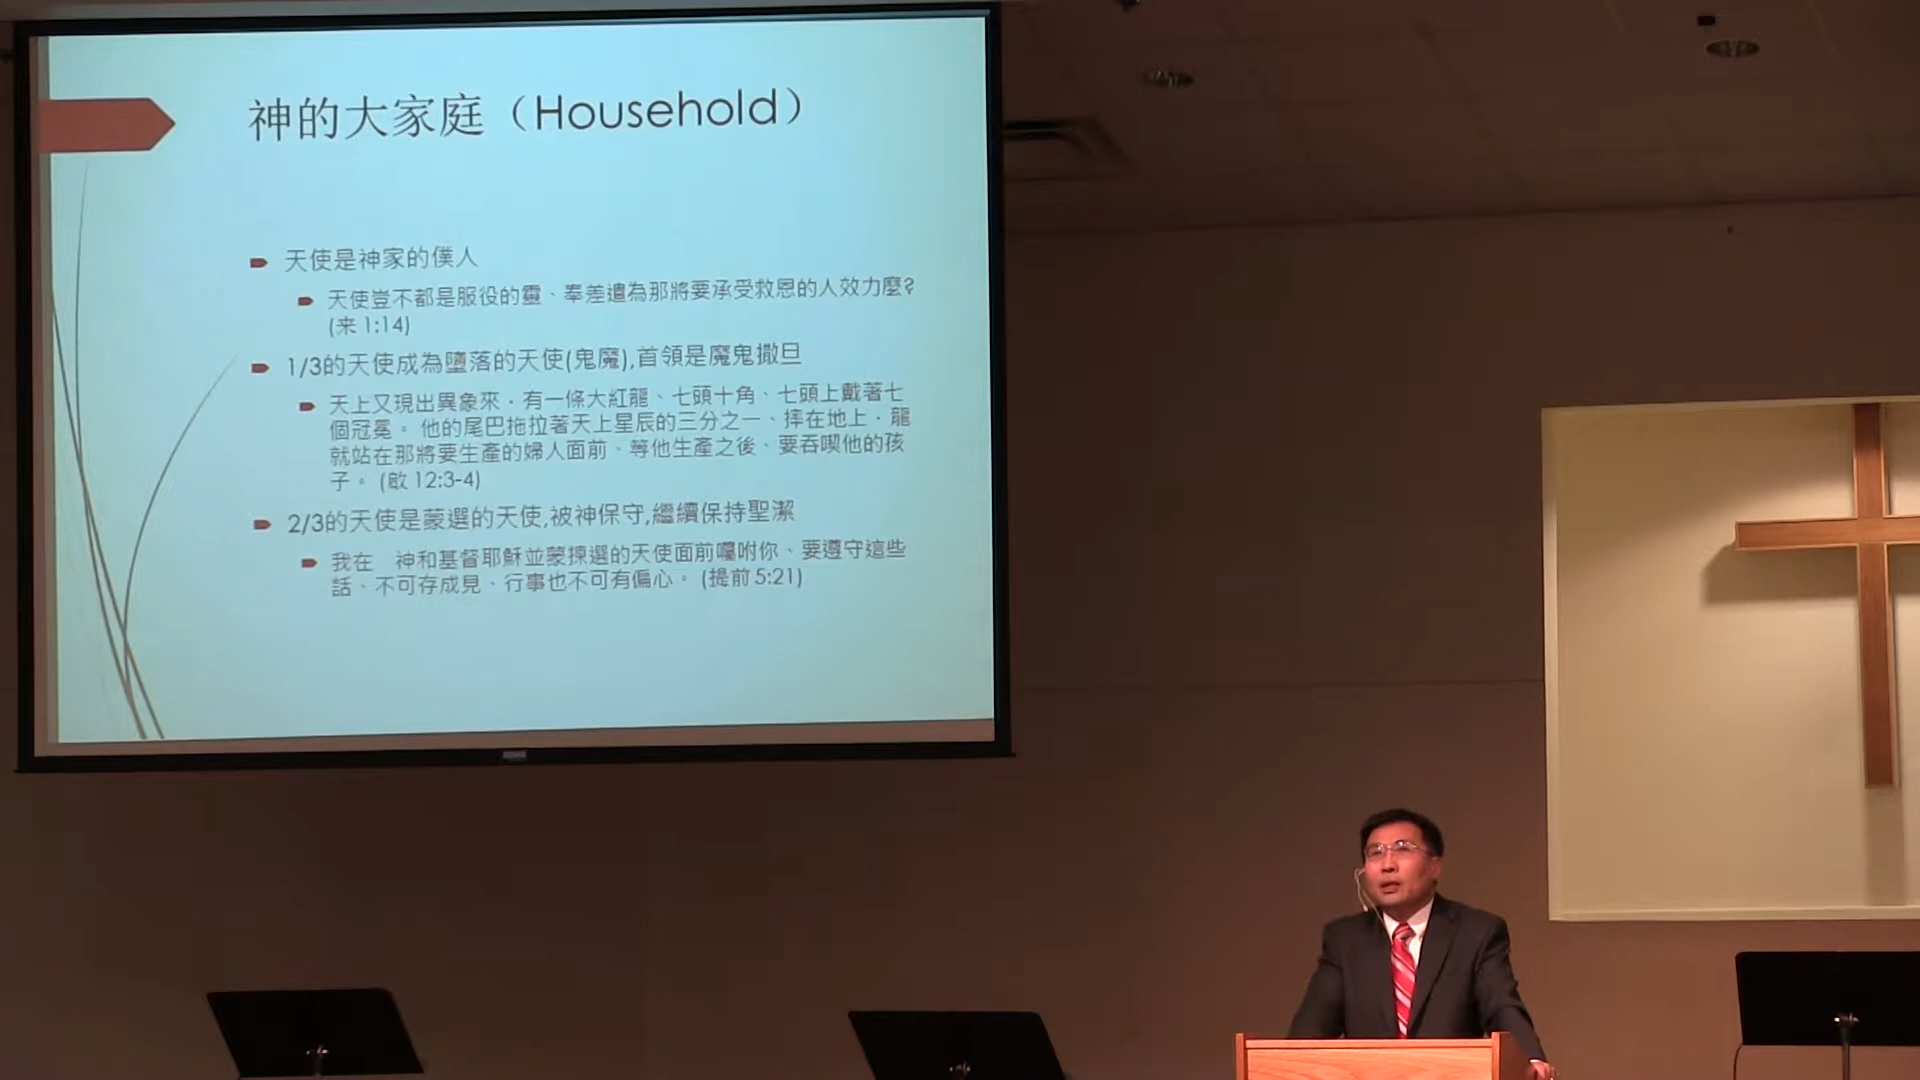 神的大家庭（Household）
天使是神家的僕人
天使豈不都是服役的靈、奉差遣為那將要承受救恩的人效力麼?
(来 1:14)
1/3的天使成為墮落的天使(鬼魔),首領是魔鬼撒旦
天上又現出異象來．有一條大紅龍、七頭十角、七頭上戴著七
個冠冕。 他的尾巴拖拉著天上星辰的三分之一、摔在地上．龍
就站在那將要生產的婦人面前、等他生產之後、要吞喫他的孩
子。 (啟 12:3-4)
2/3的天使是蒙選的天使,被神保守,繼續保持聖潔
我在　神和基督耶穌並蒙揀選的天使面前囑咐你、要遵守這些
話、不可存成見、行事也不可有偏心。 (提前 5:21)